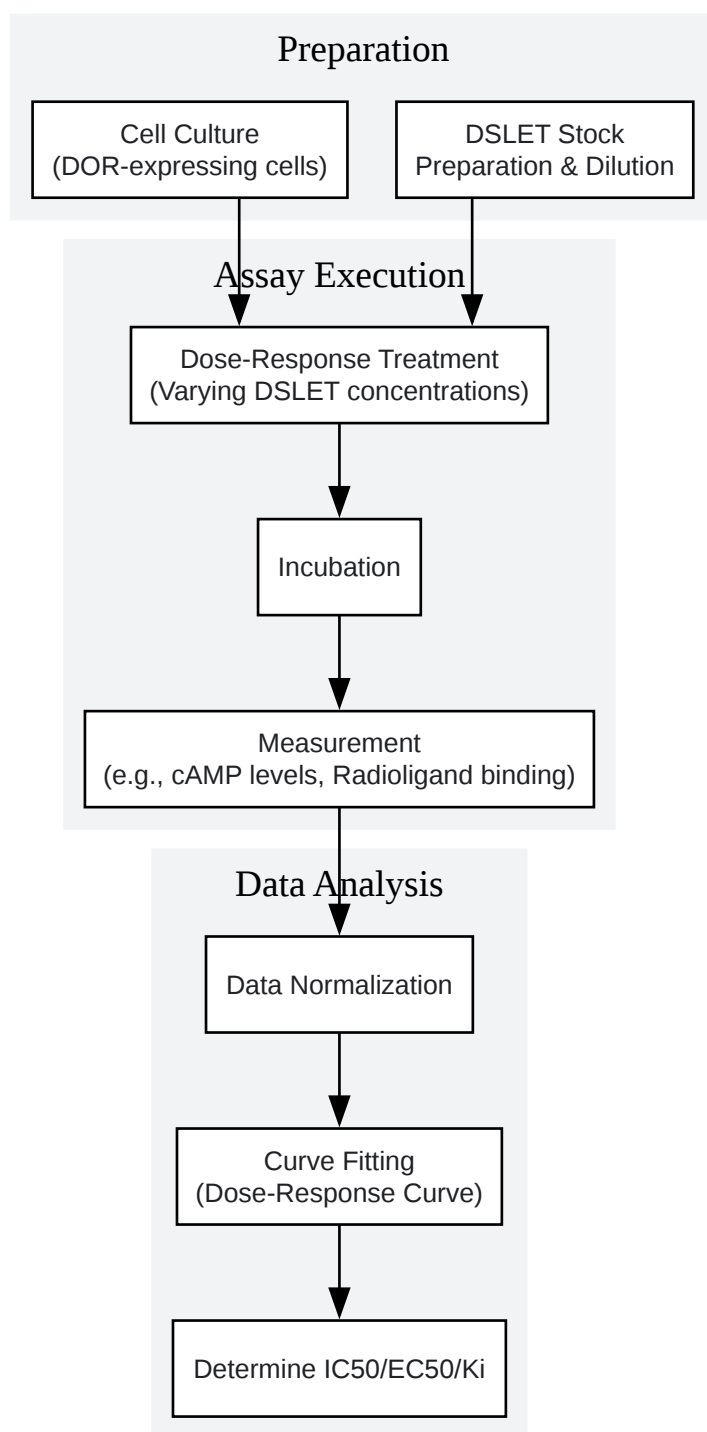 Preparation
Cell Culture
(DOR-expressing cells)
DSLET Stock
Preparation & Dilution
Assay Execution
Dose-Response Treatment
(Varying DSLET concentrations)
Incubation
Measurement
(e.g., cAMP levels, Radioligand binding)
Data Analysis
Data Normalization
Curve Fitting
(Dose-Response Curve)
Determine IC50/EC50/Ki